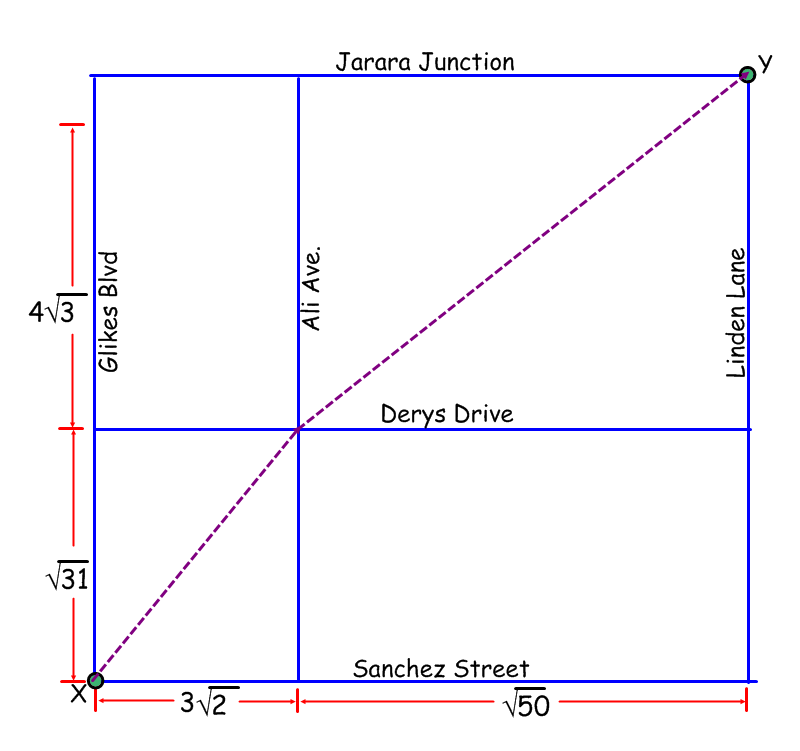 Jarara Junction
Y
Glikes Blvd
Ali Ave.
Linden Lane
4√3
Derys Drive
√31
Sanchez Street
X
3√2
√50